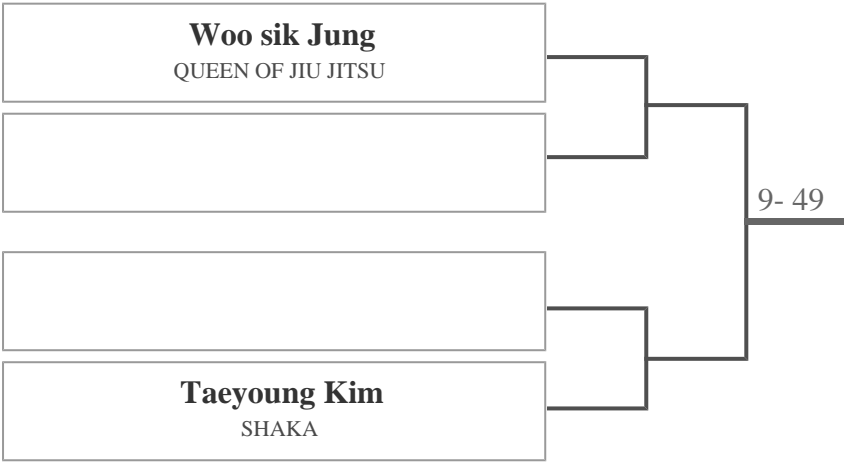 Woo sik Jung
QUEEN OF JIU JITSU
9- 49
Taeyoung Kim
SHAKA